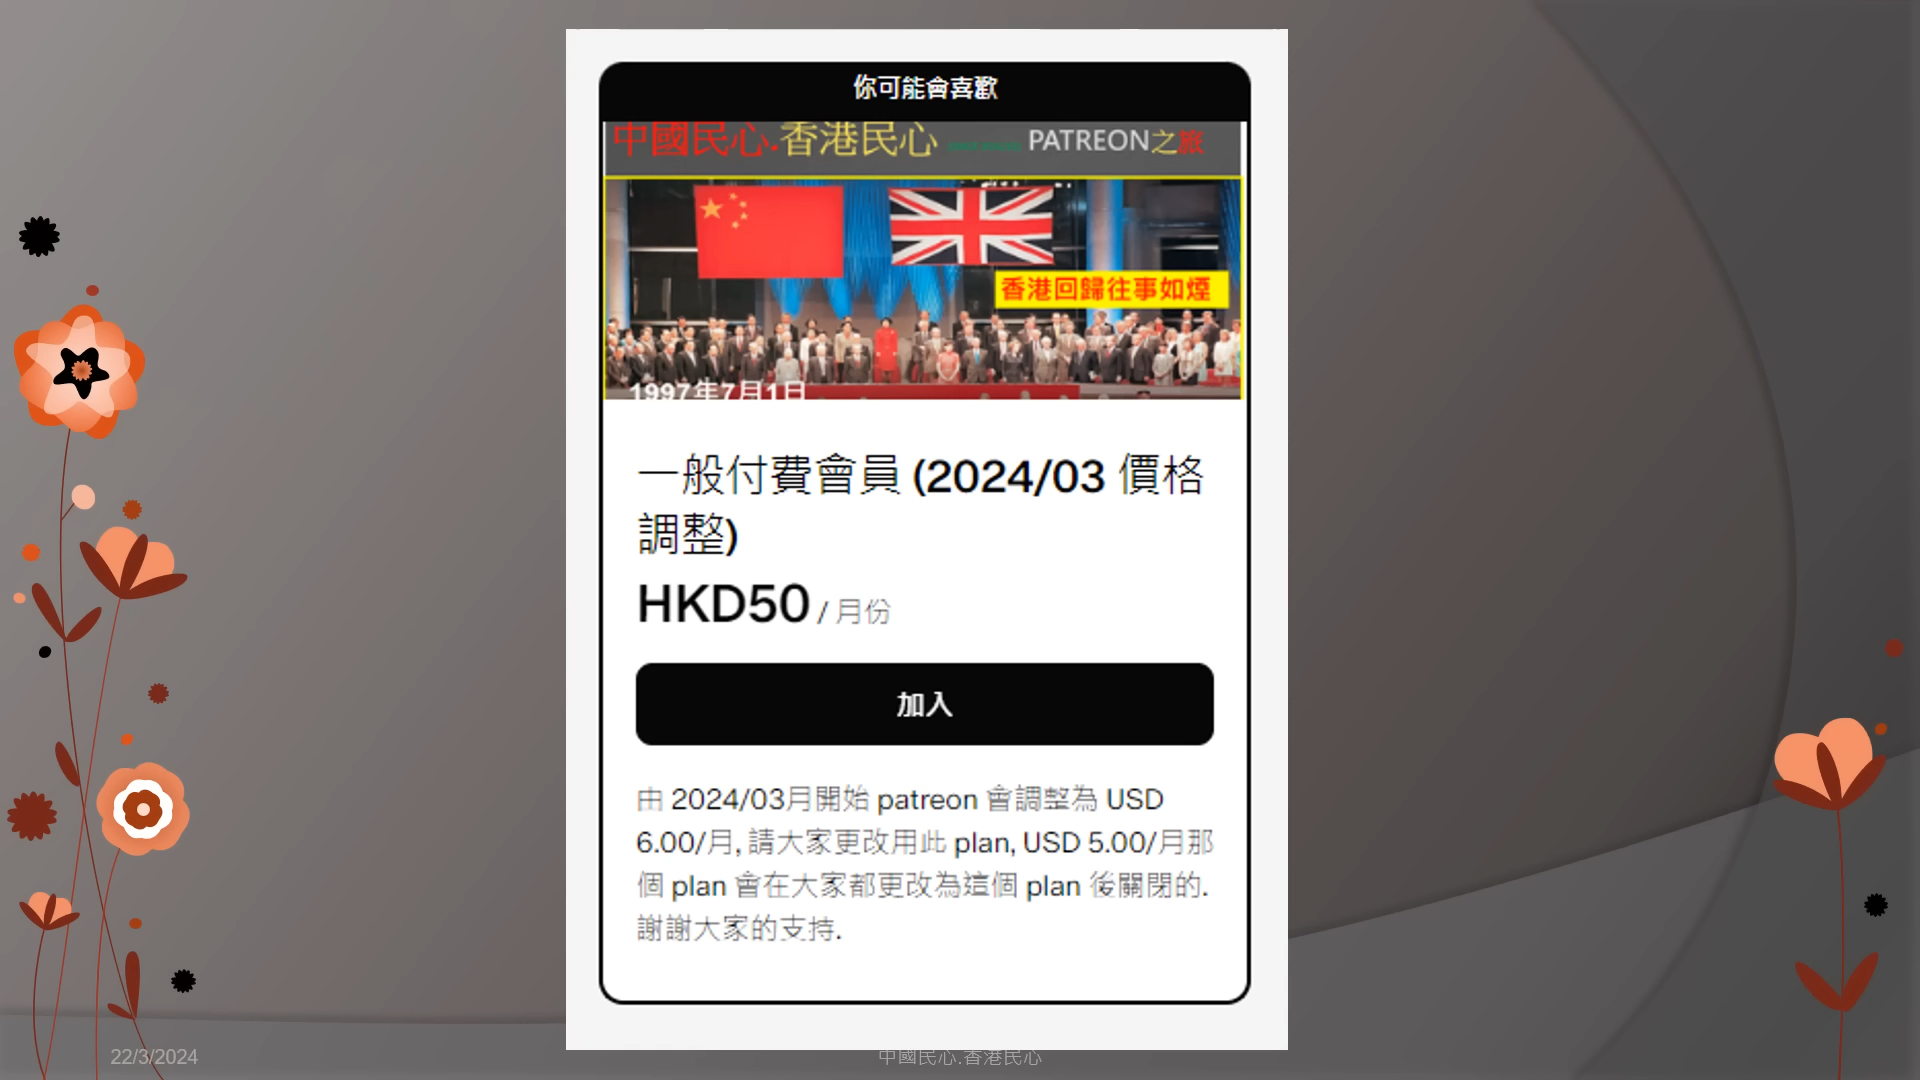 你可能會喜歡
中國民心.香港民心 PATREON之旅
香港回歸往事如煙
1997年7月1日
一般付費會員 (2024/03 價格
調整)
HKD50 / 月份
加入
由 2024/03月開始 patreon 會調整為 USD
6.00/月, 請大家更改用此 plan, USD 5.00/月那
個 plan 會在大家都更改為這個 plan 後關閉的.
謝謝大家的支持.
22/3/2024
中國民心.香港民心